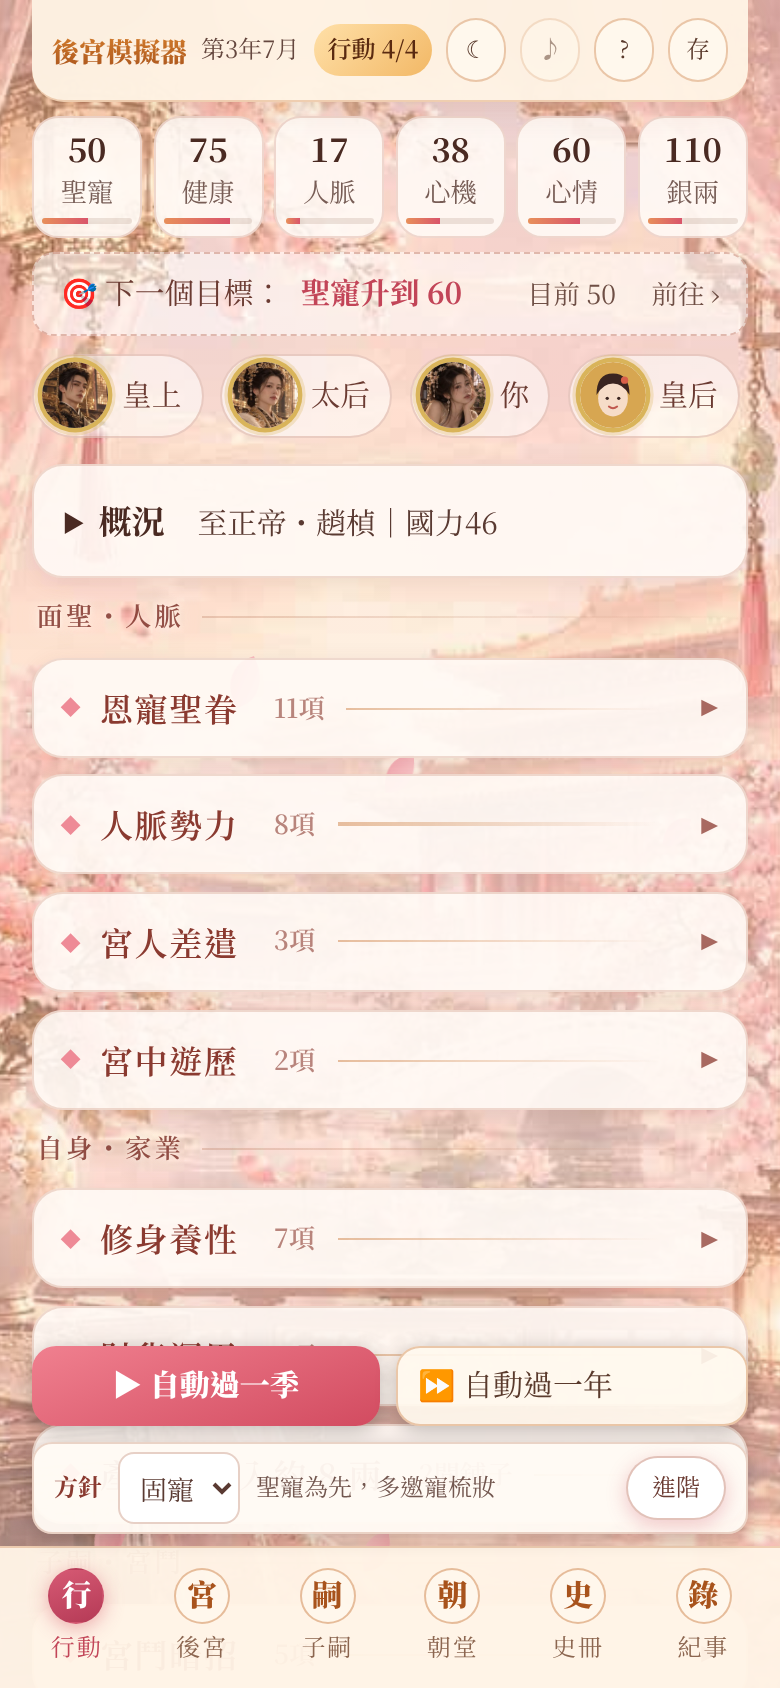 後宮模擬器 第3年7月 行動 4/4 ☾ ♪ ? 存
50 75 17 38 60 110
聖寵 健康 人脈 心機 心情 銀兩
🎯 下一個目標： 聖寵升到 60 目前 50 前往 ›
皇上 太后 你 皇后
▶ 概況 至正帝・趙楨｜國力46
面聖・人脈
◆ 恩寵聖眷 11項 ▶
◆ 人脈勢力 8項 ▶
◆ 宮人差遣 3項 ▶
◆ 宮中遊歷 2項 ▶
自身・家業
◆ 修身養性 7項 ▶
▶ 自動過一季 ⏩ 自動過一年
方針 固寵 聖寵為先，多邀寵梳妝 進階
行 宮 嗣 朝 史 錄
行動 後宮 子嗣 朝堂 史冊 紀事